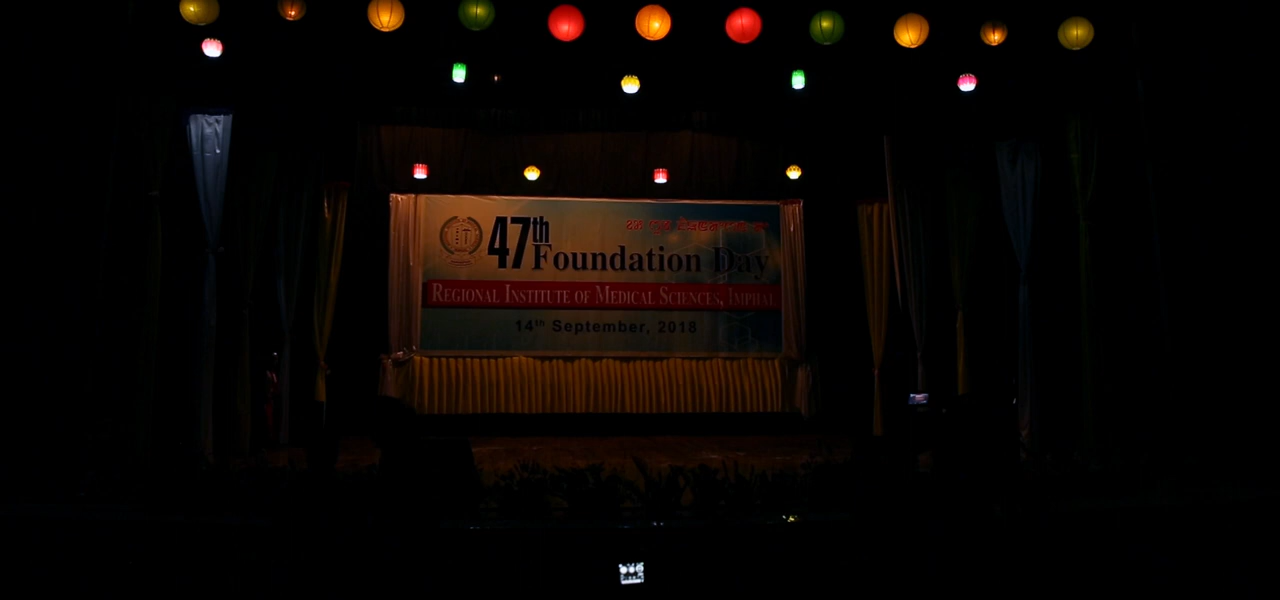 47th
Foundation Day
REGIONAL INSTITUTE OF MEDICAL SCIENCES, IMPHAL
14th September, 2018